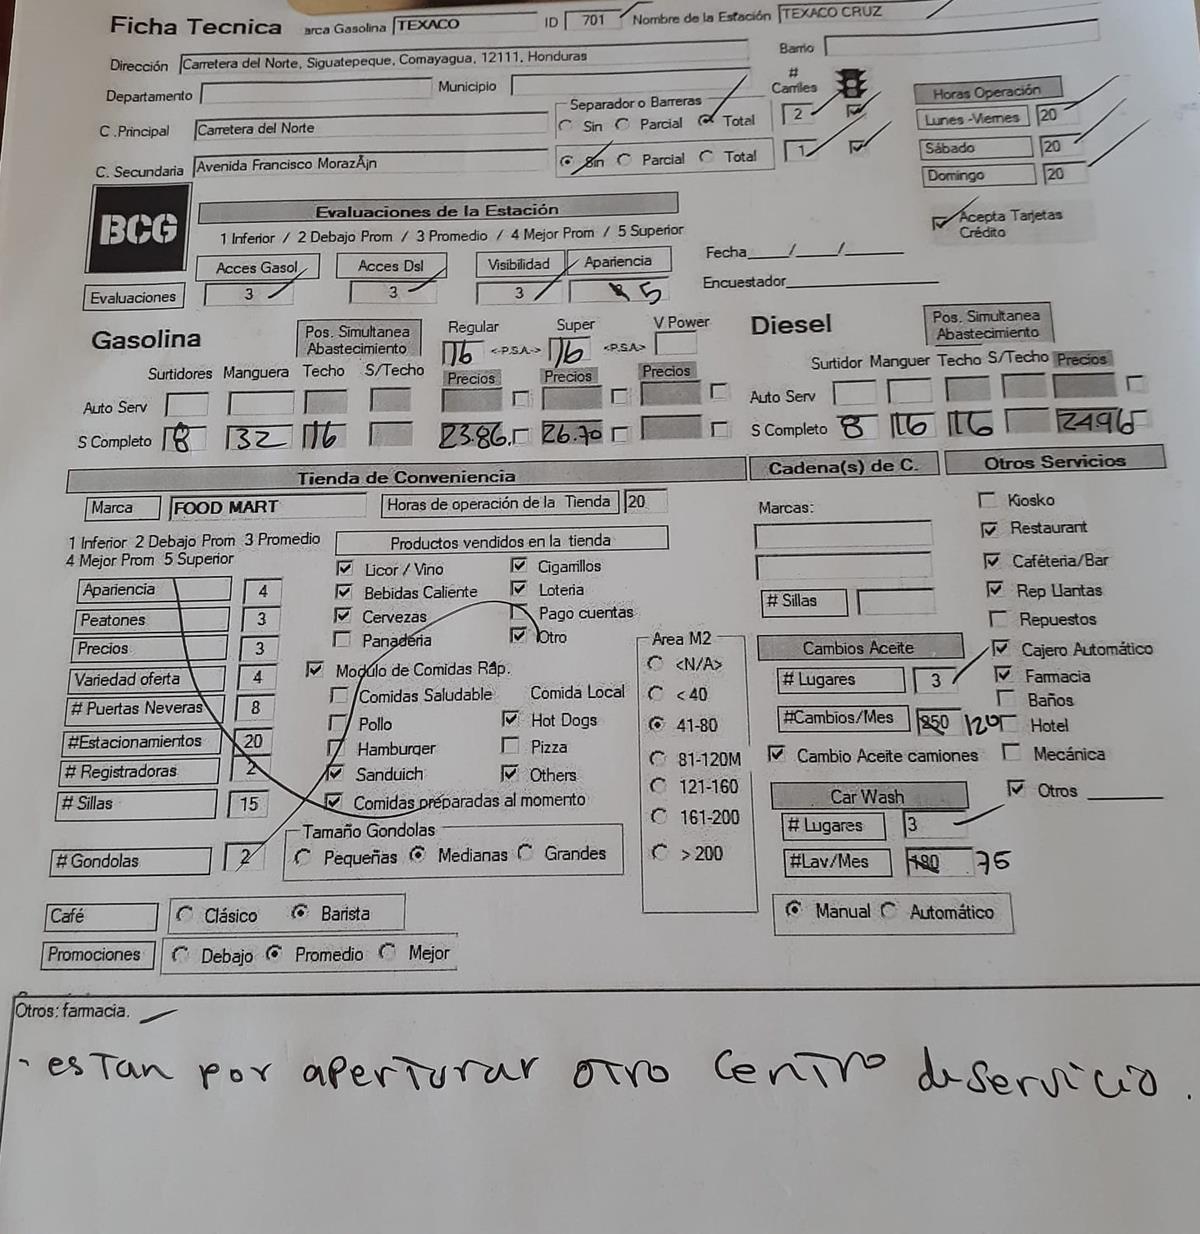 Ficha Tecnica arca Gasolina TEXACO ID 701 Nombre de la Estación TEXACO CRUZ
Dirección Carretera del Norte, Siguatepeque, Comayagua, 12111, Honduras Barrio
Departamento Municipio # Carriles Horas Operación
C .Principal Carretera del Norte Separador o Barreras Sin Parcial Total 2 Lunes -Viernes 20
C. Secundaria Avenida Francisco MorazÃjn Sin Parcial Total 1 Sábado 20
Domingo 20
BCG Evaluaciones de la Estación Acepta Tarjetas Crédito
1 Inferior / 2 Debajo Prom / 3 Promedio / 4 Mejor Prom / 5 Superior
Acces Gasol Acces Dsl Visibilidad Apariencia Fecha____/____/____
Evaluaciones 3 3 3 5 Encuestador
Gasolina Pos. Simultanea Abastecimiento Regular Super V Power Diesel Pos. Simultanea Abastecimiento
16 <-P.S.A-> 16 <P.S.A>
Surtidores Manguera Techo S/Techo Precios Precios Precios Surtidor Manguer Techo S/Techo Precios
Auto Serv Auto Serv
S Completo 8 32 16 23.86. 26.70 S Completo 8 16 16 2496
Tienda de Conveniencia Cadena(s) de C. Otros Servicios
Marca FOOD MART Horas de operación de la Tienda 20 Marcas: Kiosko
1 Inferior 2 Debajo Prom 3 Promedio Productos vendidos en la tienda Restaurant
4 Mejor Prom 5 Superior Licor / Vino Cigarrillos Caféteria/Bar
Apariencia 4 Bebidas Caliente Loteria # Sillas Rep Llantas
Peatones 3 Cervezas Pago cuentas Repuestos
Precios 3 Panaderia Otro Area M2 Cambios Aceite Cajero Automático
Variedad oferta 4 Modulo de Comidas Ráp. <N/A> # Lugares 3 Farmacia
# Puertas Neveras 8 Comidas Saludable Comida Local < 40 Baños
Pollo Hot Dogs 41-80 #Cambios/Mes 250 120 Hotel
#Estacionamientos 20 Hamburger Pizza 81-120M Cambio Aceite camiones Mecánica
# Registradoras 2 Sanduich Others 121-160 Car Wash Otros
# Sillas 15 Comidas preparadas al momento 161-200 # Lugares 3
# Gondolas 2 Tamaño Gondolas Pequeñas Medianas Grandes > 200 #Lav/Mes 180 75
Café Clásico Barista Manual Automático
Promociones Debajo Promedio Mejor
Otros: farmacia.
- esTan por aperTurar oTro CenTro de Servicio.